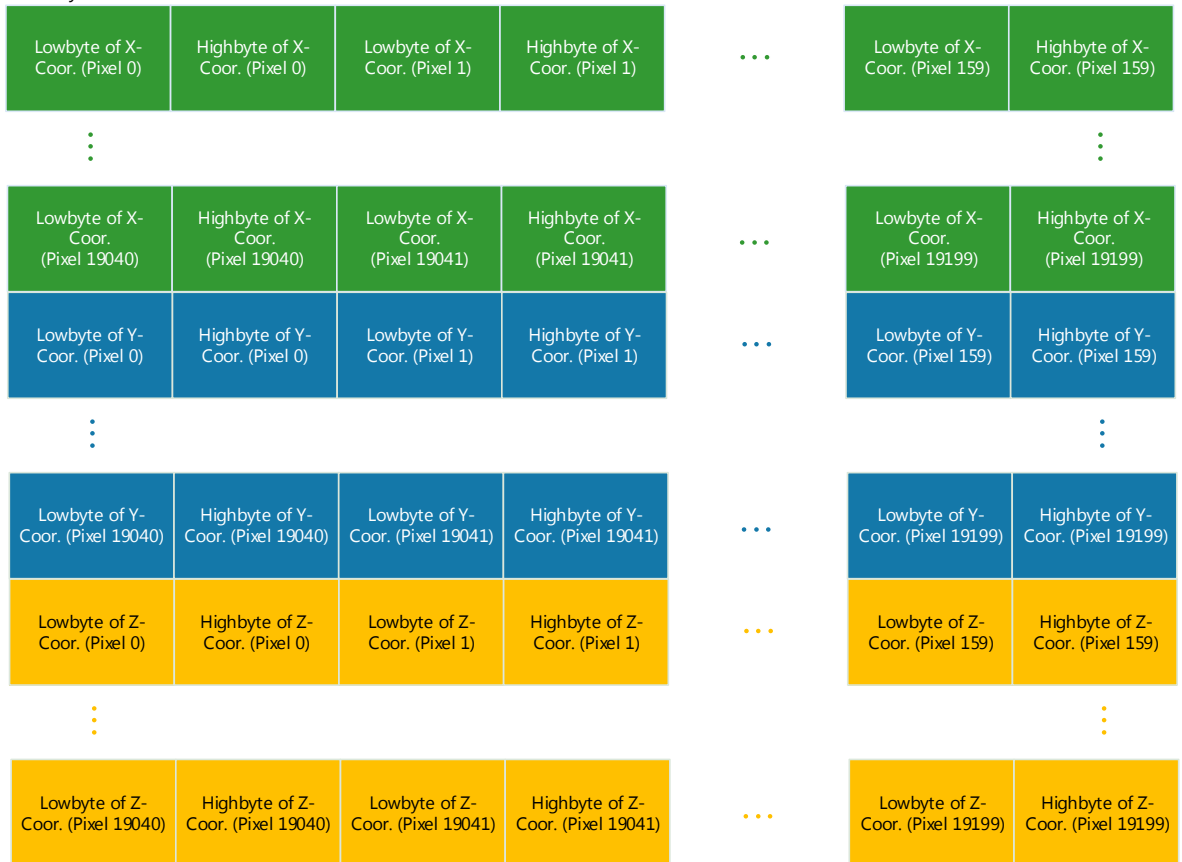 Lowbyte of X-
Coor. (Pixel 0)
Highbyte of X-
Coor. (Pixel 0)
Lowbyte of X-
Coor. (Pixel 1)
Highbyte of X-
Coor. (Pixel 1)
...
Lowbyte of X-
Coor. (Pixel 159)
Highbyte of X-
Coor. (Pixel 159)
Lowbyte of X-
Coor.
(Pixel 19040)
Highbyte of X-
Coor.
(Pixel 19040)
Lowbyte of X-
Coor.
(Pixel 19041)
Highbyte of X-
Coor.
(Pixel 19041)
...
Lowbyte of X-
Coor.
(Pixel 19199)
Highbyte of X-
Coor.
(Pixel 19199)
Lowbyte of Y-
Coor. (Pixel 0)
Highbyte of Y-
Coor. (Pixel 0)
Lowbyte of Y-
Coor. (Pixel 1)
Highbyte of Y-
Coor. (Pixel 1)
...
Lowbyte of Y-
Coor. (Pixel 159)
Highbyte of Y-
Coor. (Pixel 159)
Lowbyte of Y-
Coor. (Pixel 19040)
Highbyte of Y-
Coor. (Pixel 19040)
Lowbyte of Y-
Coor. (Pixel 19041)
Highbyte of Y-
Coor. (Pixel 19041)
...
Lowbyte of Y-
Coor. (Pixel 19199)
Highbyte of Y-
Coor. (Pixel 19199)
Lowbyte of Z-
Coor. (Pixel 0)
Highbyte of Z-
Coor. (Pixel 0)
Lowbyte of Z-
Coor. (Pixel 1)
Highbyte of Z-
Coor. (Pixel 1)
...
Lowbyte of Z-
Coor. (Pixel 159)
Highbyte of Z-
Coor. (Pixel 159)
Lowbyte of Z-
Coor. (Pixel 19040)
Highbyte of Z-
Coor. (Pixel 19040)
Lowbyte of Z-
Coor. (Pixel 19041)
Highbyte of Z-
Coor. (Pixel 19041)
...
Lowbyte of Z-
Coor. (Pixel 19199)
Highbyte of Z-
Coor. (Pixel 19199)